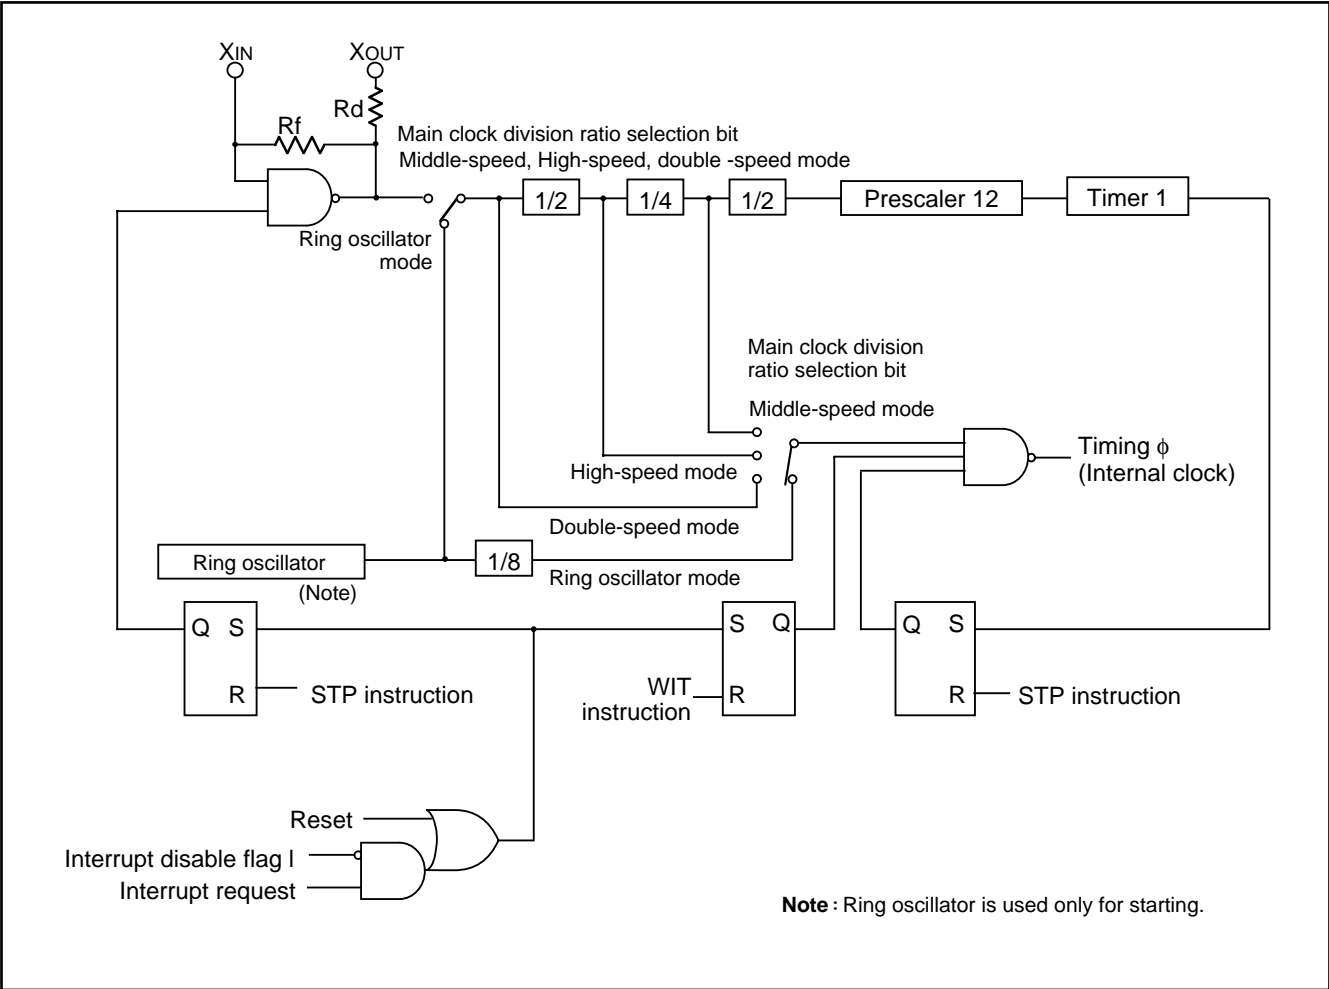 XIN
XOUT
Rd
Rf
Main clock division ratio selection bit
Middle-speed, High-speed, double -speed mode
1/2
1/4
1/2
Prescaler 12
Timer 1
Ring oscillator
mode
Main clock division
ratio selection bit
Middle-speed mode
High-speed mode
Timing ϕ
(Internal clock)
Double-speed mode
Ring oscillator
(Note)
1/8
Ring oscillator mode
Q S
R
STP instruction
S Q
R
WIT
instruction
Q S
R
STP instruction
Reset
Interrupt disable flag I
Interrupt request
Note : Ring oscillator is used only for starting.